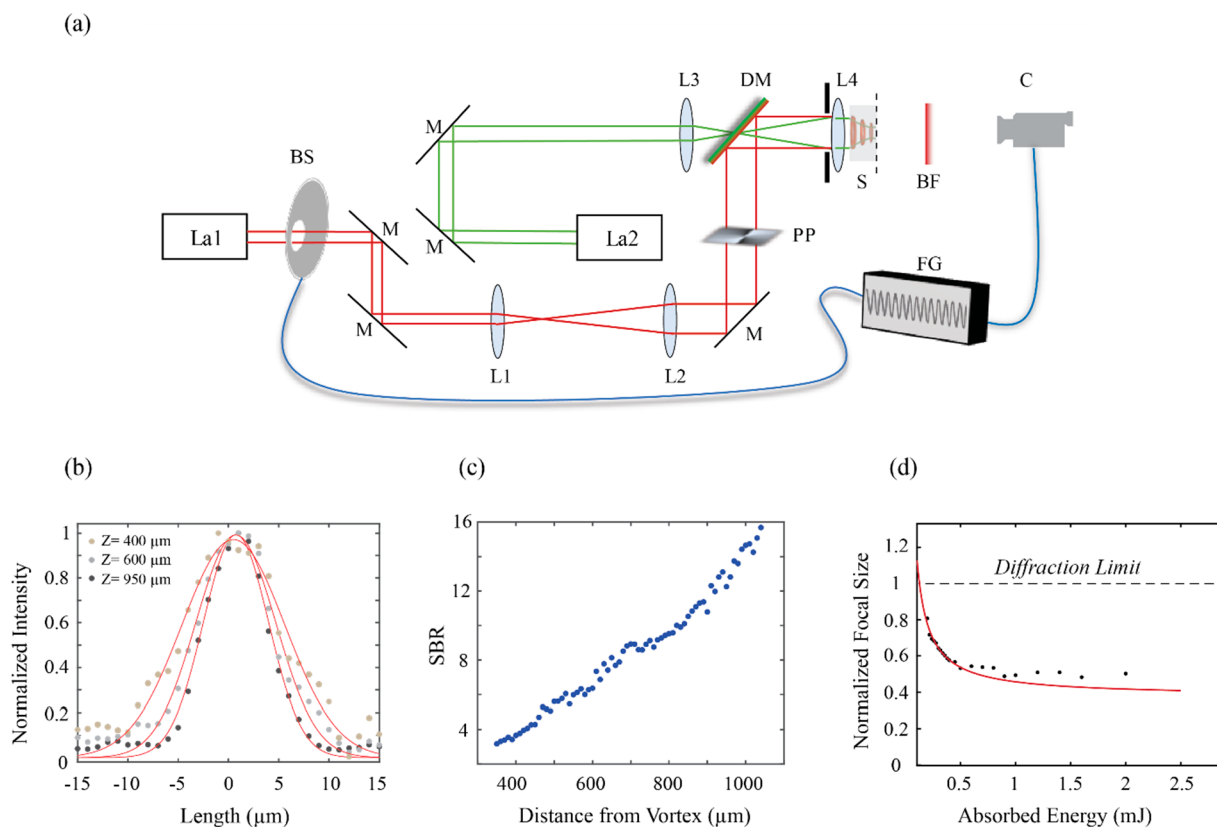 (a)
L3
DM
L4
C
M
BS
S
BF
La1
M
M
La2
PP
FG
M
M
L1
L2
(b)
(c)
(d)
Normalized Intensity
1
0.8
0.6
0.4
0.2
0
Z= 400 µm
Z= 600 µm
Z= 950 µm
-15
-10
-5
0
5
10
15
Length (µm)
SBR
16
12
8
4
400
600
800
1000
Distance from Vortex (µm)
Normalized Focal Size
1.2
1
0.8
0.6
0.4
0.2
0
Diffraction Limit
0.5
1
1.5
2
2.5
Absorbed Energy (mJ)